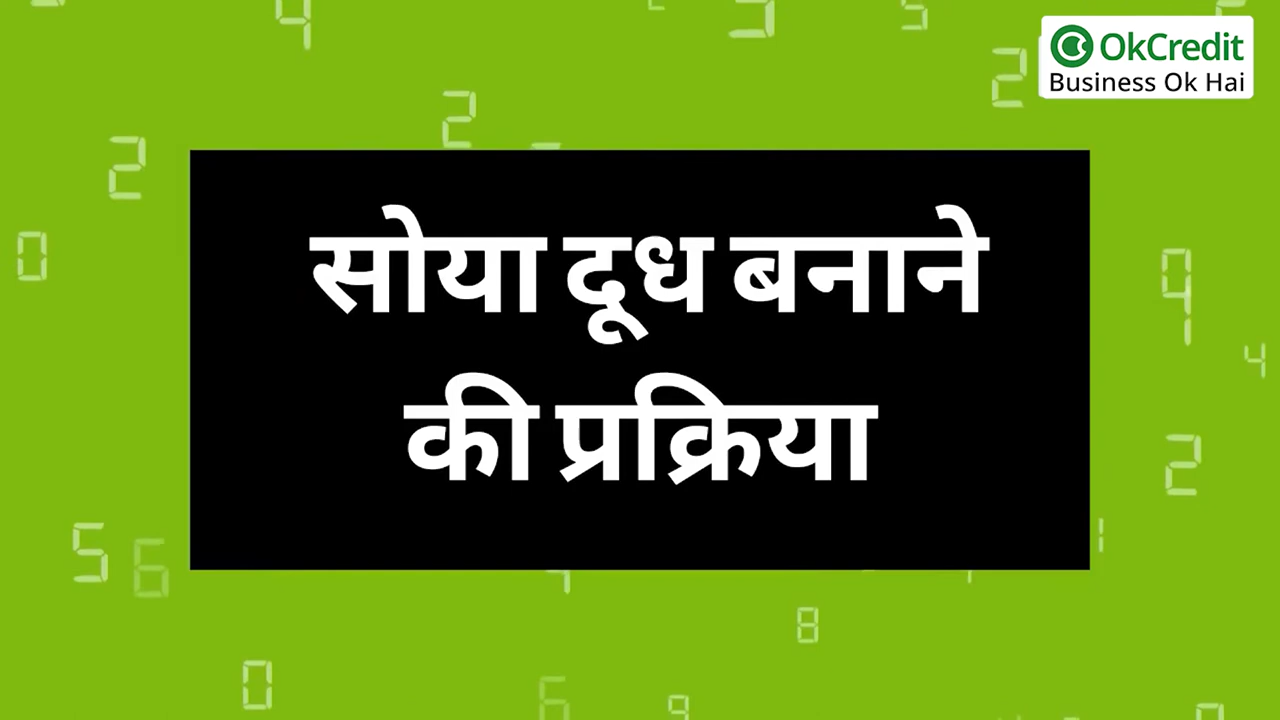 OkCredit
Business Ok Hai
सोया दूध बनाने
की प्रक्रिया